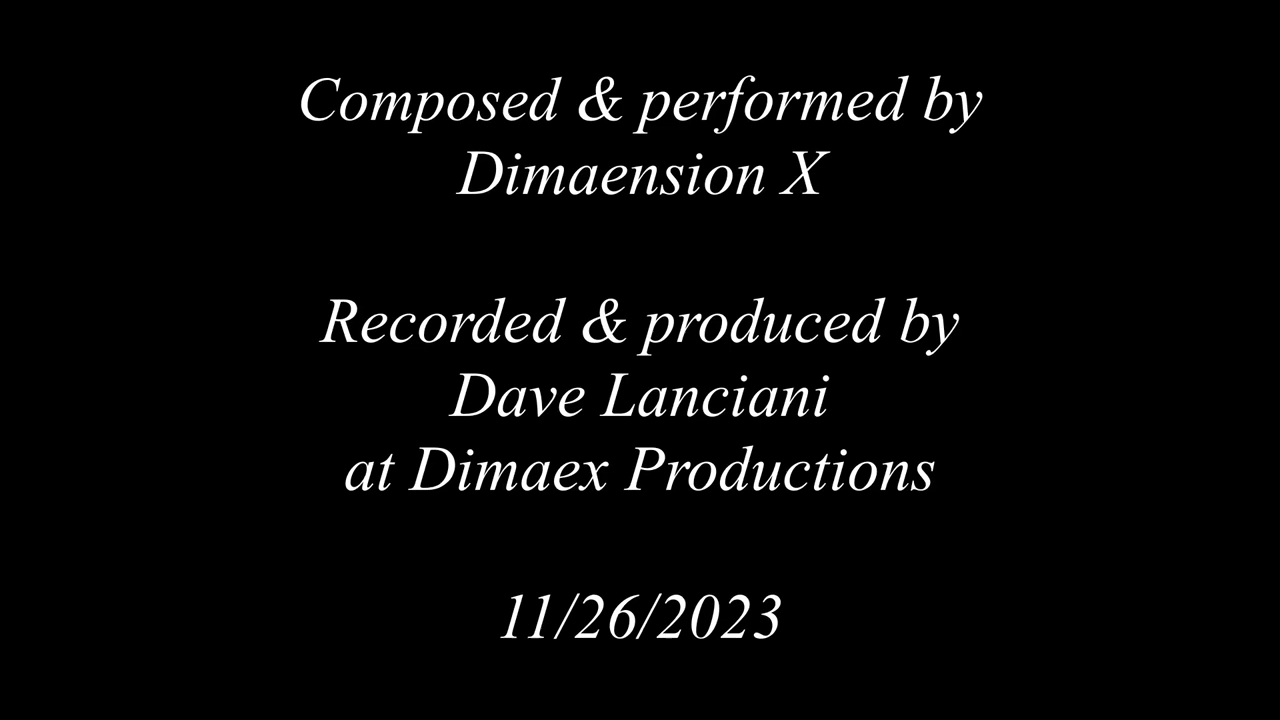 Composed & performed by
Dimaension X
Recorded & produced by
Dave Lanciani
at Dimaex Productions
11/26/2023